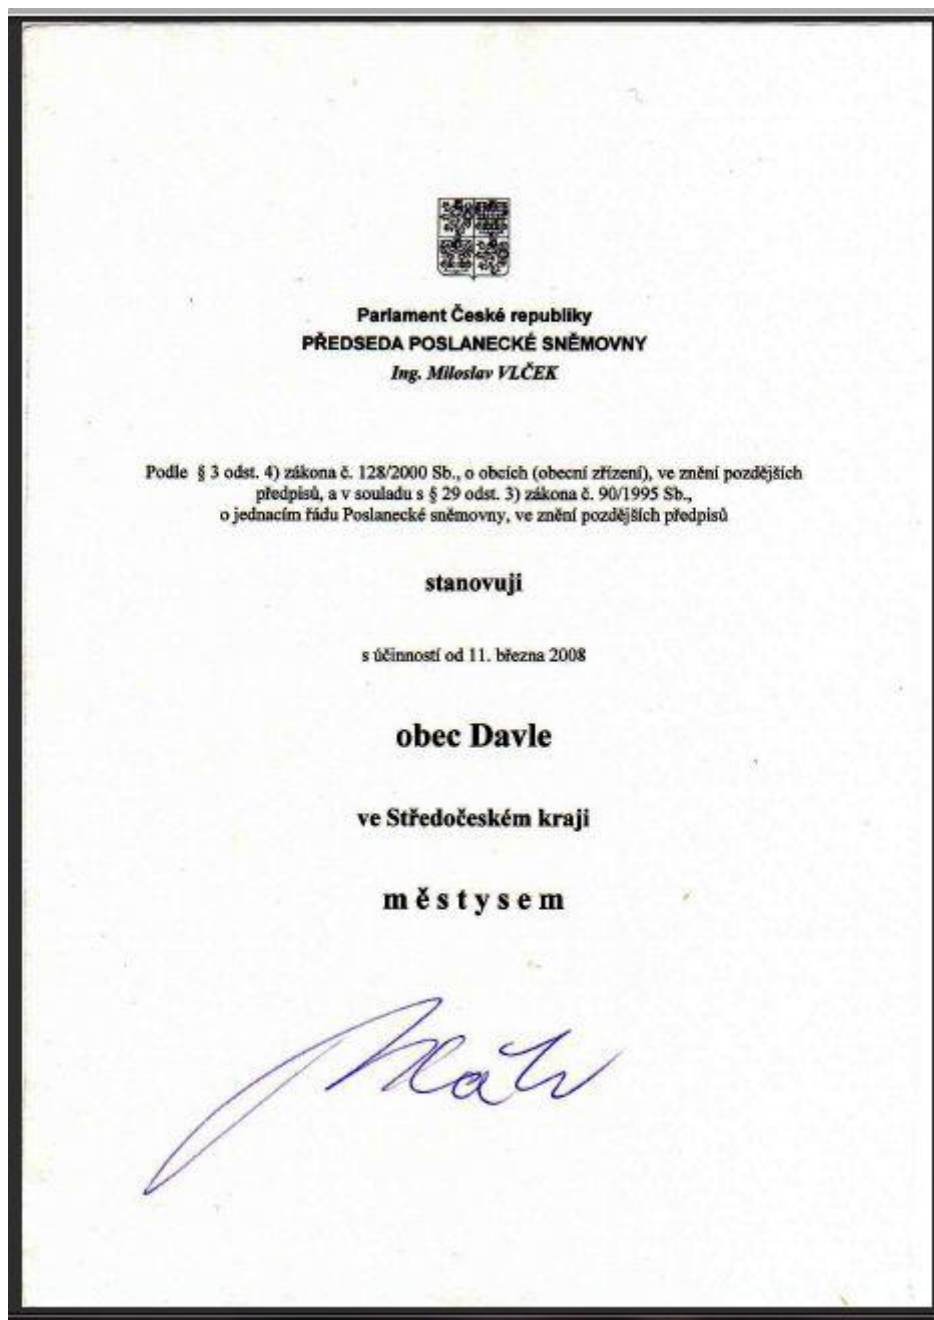 Parlament České republiky
PŘEDSEDA POSLANECKÉ SNĚMOVNY
Ing. Miloslav VLČEK
Podle § 3 odst. 4) zákona č. 128/2000 Sb., o obcích (obecní zřízení), ve znění pozdějších
předpisů, a v souladu s § 29 odst. 3) zákona č. 90/1995 Sb.,
o jednacím řádu Poslanecké sněmovny, ve znění pozdějších předpisů
stanovuji
s účinností od 11. března 2008
obec Davle
ve Středočeském kraji
městysem